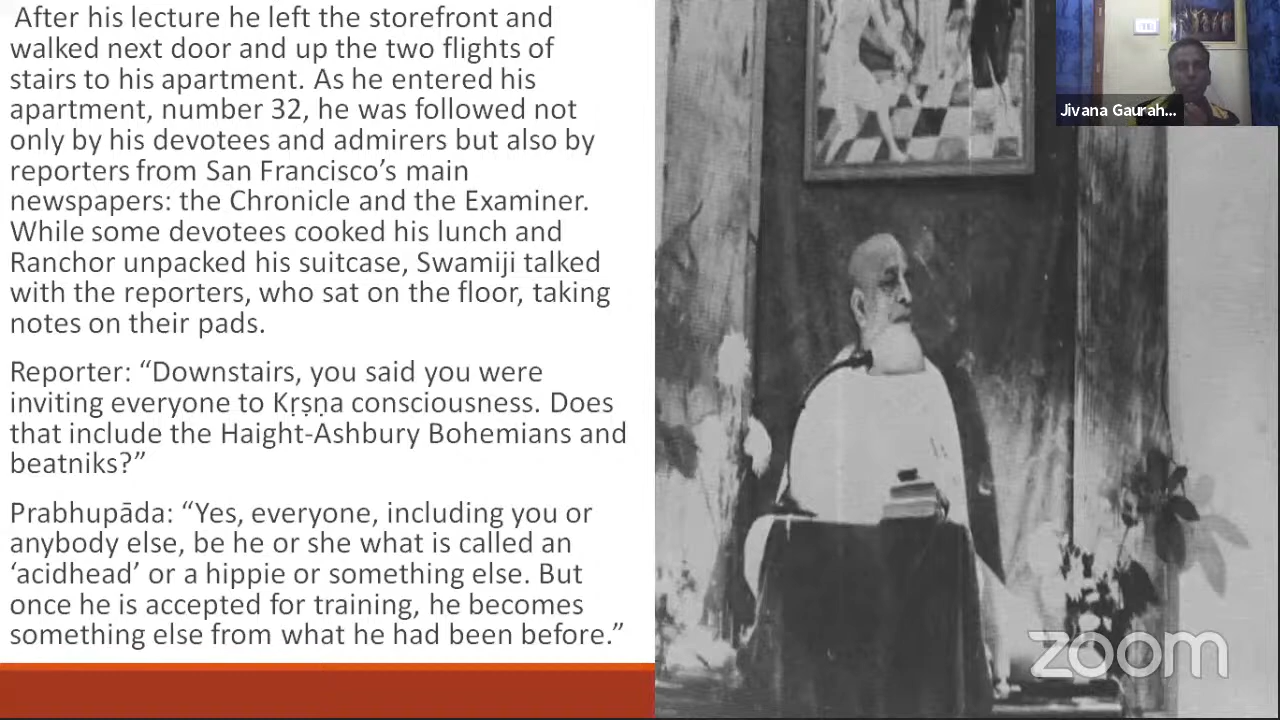 After his lecture he left the storefront and
walked next door and up the two flights of
stairs to his apartment. As he entered his
apartment, number 32, he was followed not
only by his devotees and admirers but also by
reporters from San Francisco’s main
newspapers: the Chronicle and the Examiner.
While some devotees cooked his lunch and
Ranchor unpacked his suitcase, Swamiji talked
with the reporters, who sat on the floor, taking
notes on their pads.
Reporter: “Downstairs, you said you were
inviting everyone to Kṛṣṇa consciousness. Does
that include the Haight-Ashbury Bohemians and
beatniks?”
Prabhupāda: “Yes, everyone, including you or
anybody else, be he or she what is called an
‘acidhead’ or a hippie or something else. But
once he is accepted for training, he becomes
something else from what he had been before.”
Jivana Gaurah...
zoom